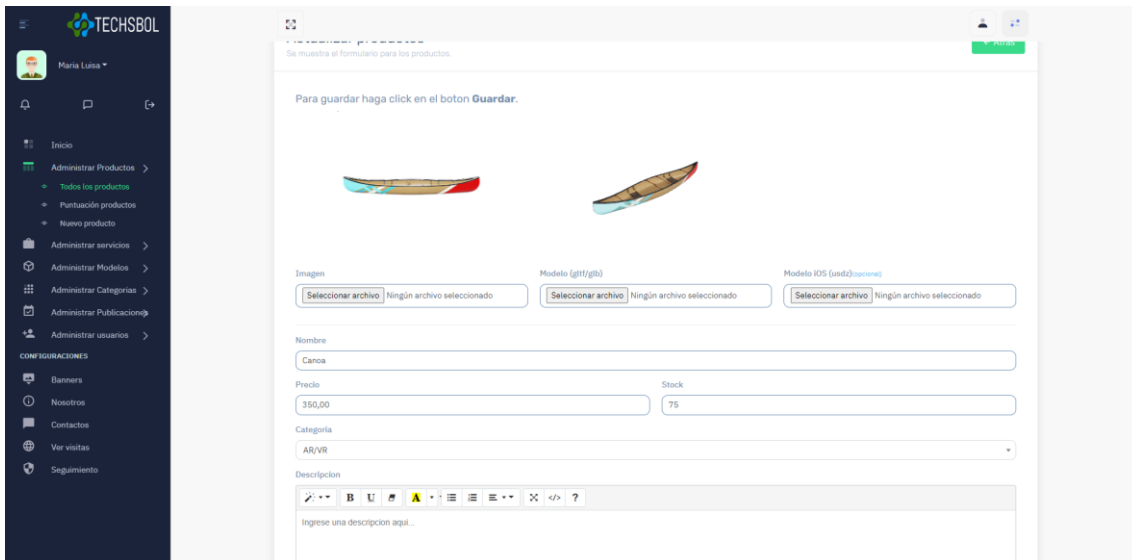 TECHSBOL
Maria Luisa
Inicio
Administrar Productos
Todos los productos
Puntuación productos
Nuevo producto
Administrar servicios
Administrar Modelos
Administrar Categorias
Administrar Publicaciones
Administrar usuarios
CONFIGURACIONES
Banners
Nosotros
Contactos
Ver visitas
Seguimiento
Actualizar productos
Atras
Se muestra el formulario para los productos.
Para guardar haga click en el boton Guardar.
Imagen Modelo (gltf/glb) Modelo iOS (usdz)(opcional)
Seleccionar archivo Ningún archivo seleccionado Seleccionar archivo Ningún archivo seleccionado Seleccionar archivo Ningún archivo seleccionado
Nombre
Canoa
Precio Stock
350,00 75
Categoria
AR/VR
Descripcion
B U A </> ?
Ingrese una descripcion aqui...